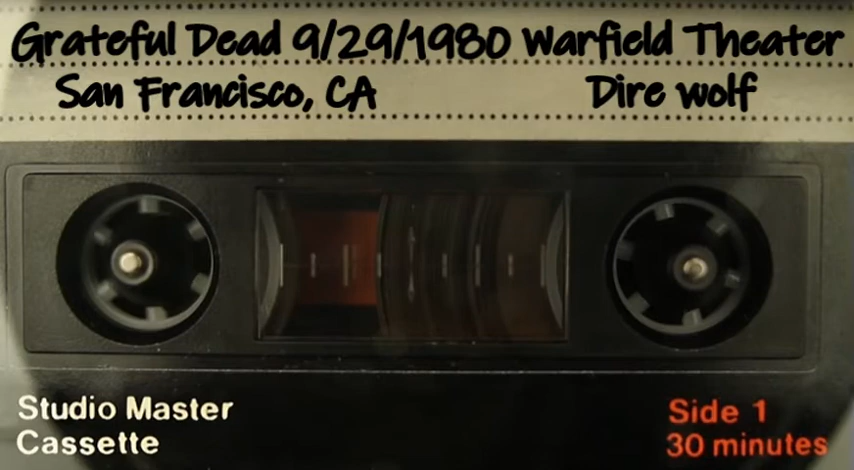 Grateful Dead 9/29/1980 Warfield Theater
San Francisco, CA Dire wolf
Studio Master
Cassette
Side 1
30 minutes